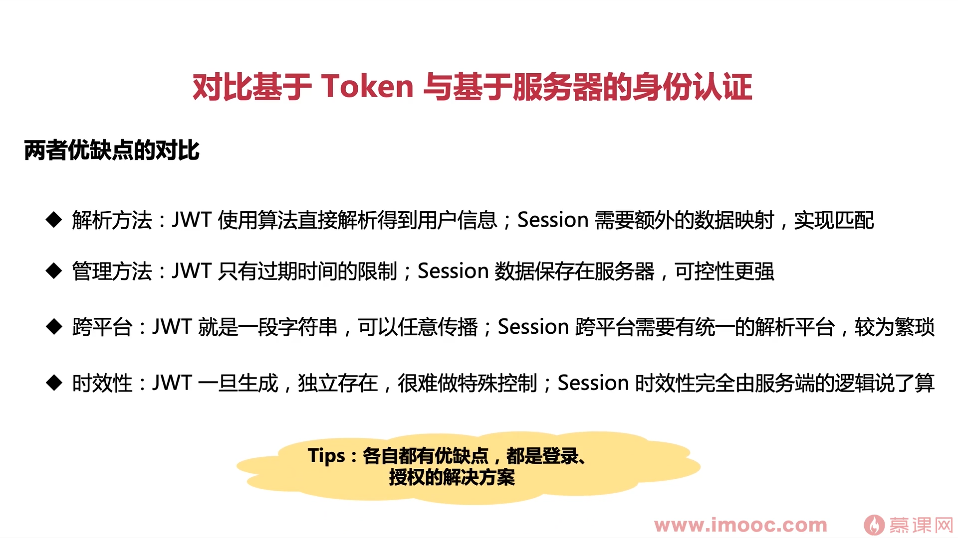 对比基于 Token 与基于服务器的身份认证
两者优缺点的对比
◆ 解析方法：JWT 使用算法直接解析得到用户信息；Session 需要额外的数据映射，实现匹配
◆ 管理方法：JWT 只有过期时间的限制；Session 数据保存在服务器，可控性更强
◆ 跨平台：JWT 就是一段字符串，可以任意传播；Session 跨平台需要有统一的解析平台，较为繁琐
◆ 时效性：JWT 一旦生成，独立存在，很难做特殊控制；Session 时效性完全由服务端的逻辑说了算
Tips：各自都有优缺点，都是登录、
授权的解决方案
www.imooc.com 慕课网